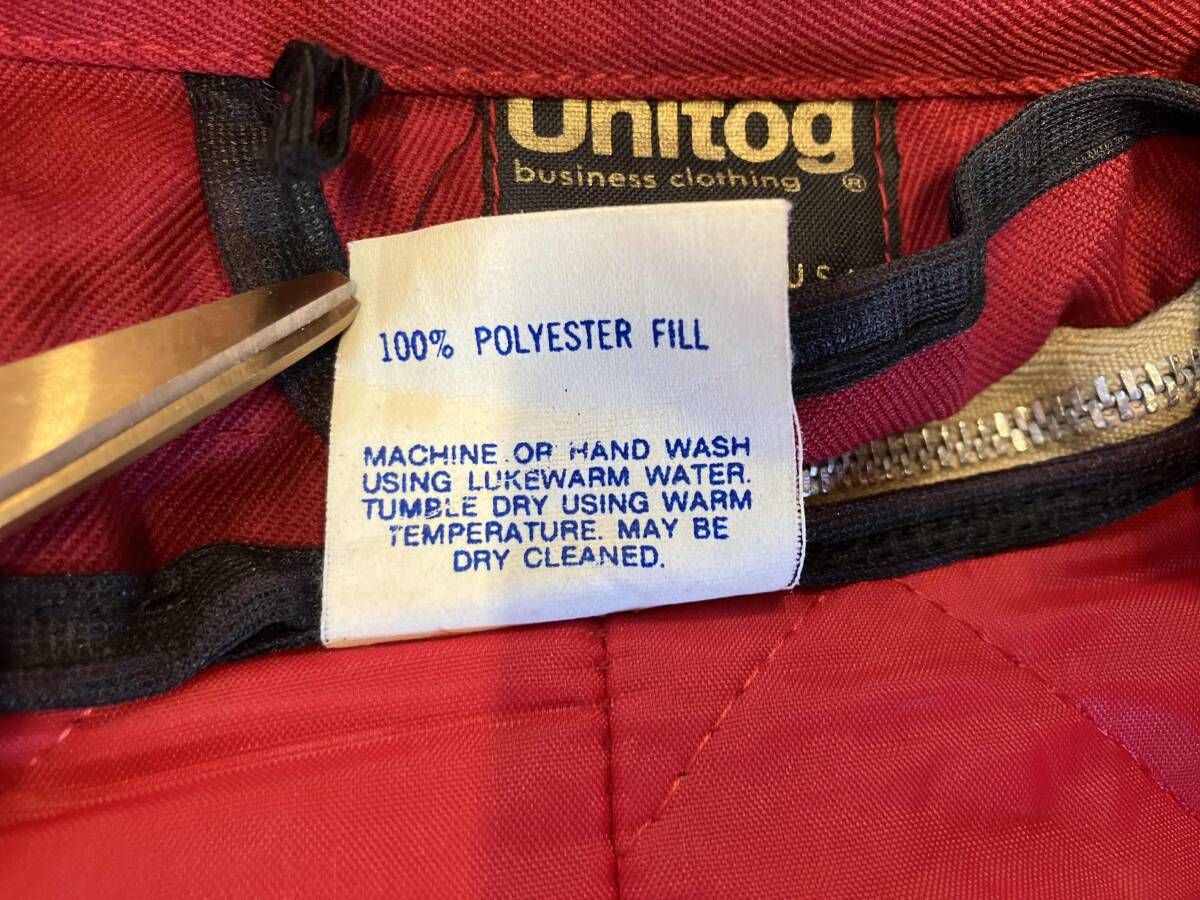 Unitog
business clothing ®
U.S.A.
100% POLYESTER FILL
MACHINE OR HAND WASH
USING LUKEWARM WATER.
TUMBLE DRY USING WARM
TEMPERATURE. MAY BE
DRY CLEANED.